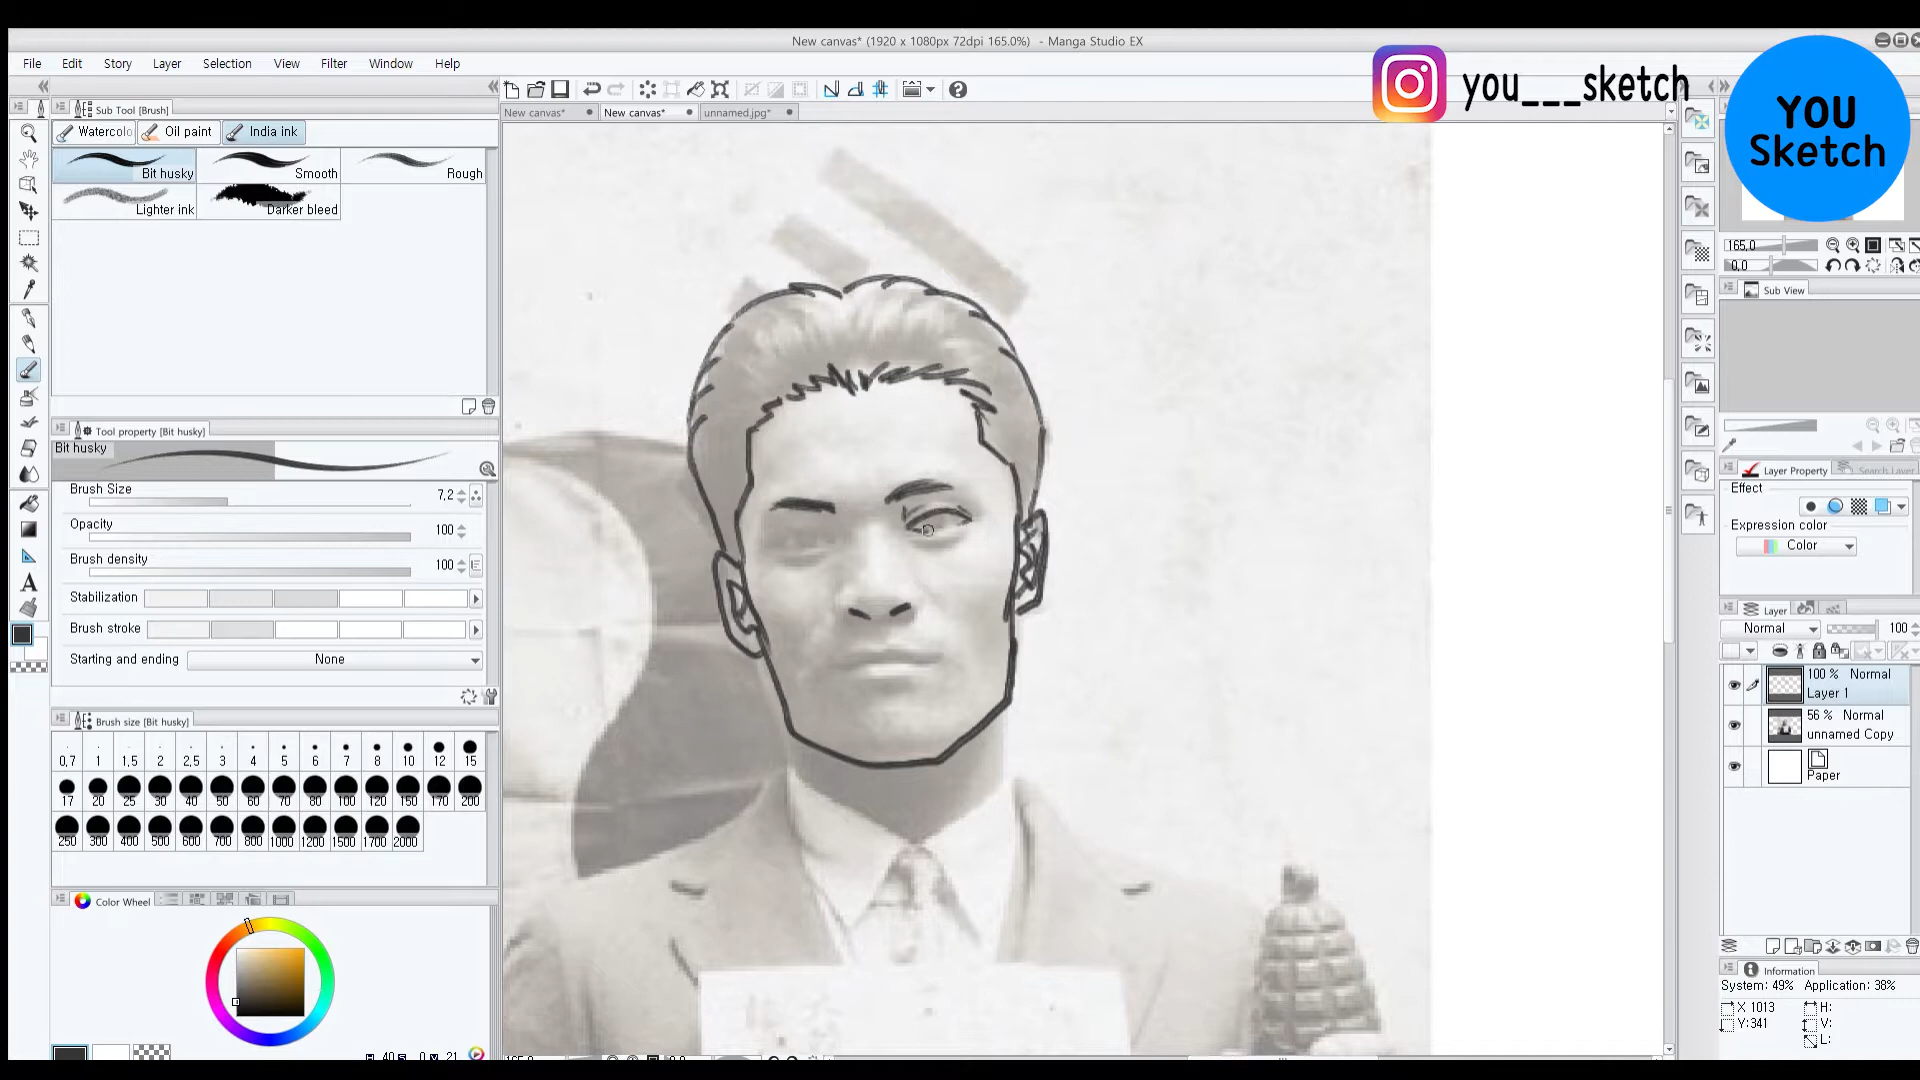 New canvas* (1920 x 1080px 72dpi 165.0%) - Manga Studio EX
File Edit Story Layer Selection View Filter Window Help
you___sketch
YOU
Sketch
Sub Tool [Brush]
New canvas* New canvas* unnamed.jpg*
Watercolo Oil paint India ink
Bit husky Smooth Rough
Lighter ink Darker bleed
165.0
0.0
Sub View
Tool property [Bit husky]
Bit husky
Brush Size 7.2
Opacity 100
Brush density 100
Stabilization
Brush stroke
Starting and ending None
Layer Property Search Layer
Effect
Expression color
Color
Layer
Normal 100
100 % Normal
Layer 1
56 % Normal
unnamed Copy
Paper
Brush size [Bit husky]
0.7 1 1.5 2 2.5 3 4 5 6 7 8 10 12 15
17 20 25 30 40 50 60 70 80 100 120 150 170 200
250 300 400 500 600 700 800 1000 1200 1500 1700 2000
Color Wheel
Information
System: 49% Application: 38%
X 1013 H:
Y:341 V:
L: